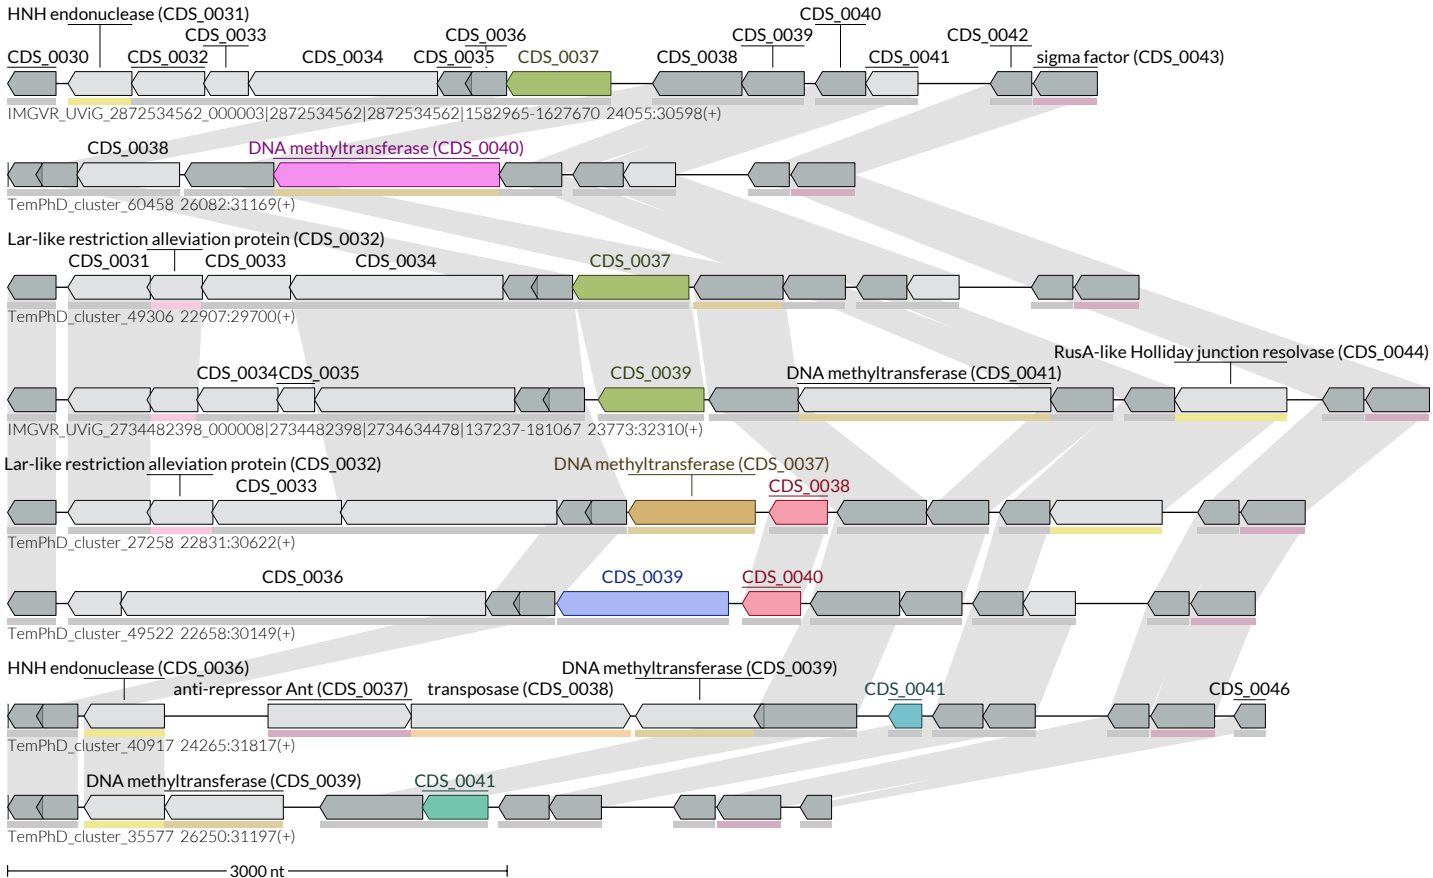 HNH endonuclease (CDS_0031)
CDS_0040
CDS_0033
CDS_0036
CDS_0039
CDS_0042
CDS_0030
CDS_0032
CDS_0034
CDS_0035
CDS_0037
CDS_0038
CDS_0041
sigma factor (CDS_0043)
IMGVR_UViG_2872534562_000003|2872534562|2872534562|1582965-1627670 24055:30598(+)
CDS_0038
DNA methyltransferase (CDS_0040)
TemPhD_cluster_60458 26082:31169(+)
Lar-like restriction alleviation protein (CDS_0032)
CDS_0031
CDS_0033
CDS_0034
CDS_0037
TemPhD_cluster_49306 22907:29700(+)
RusA-like Holliday junction resolvase (CDS_0044)
CDS_0034
CDS_0035
CDS_0039
DNA methyltransferase (CDS_0041)
IMGVR_UViG_2734482398_000008|2734482398|2734634478|137237-181067 23773:32310(+)
Lar-like restriction alleviation protein (CDS_0032)
DNA methyltransferase (CDS_0037)
CDS_0033
CDS_0038
TemPhD_cluster_27258 22831:30622(+)
CDS_0036
CDS_0039
CDS_0040
TemPhD_cluster_49522 22658:30149(+)
HNH endonuclease (CDS_0036)
DNA methyltransferase (CDS_0039)
anti-repressor Ant (CDS_0037)
transposase (CDS_0038)
CDS_0041
CDS_0046
TemPhD_cluster_40917 24265:31817(+)
DNA methyltransferase (CDS_0039)
CDS_0041
TemPhD_cluster_35577 26250:31197(+)
3000 nt